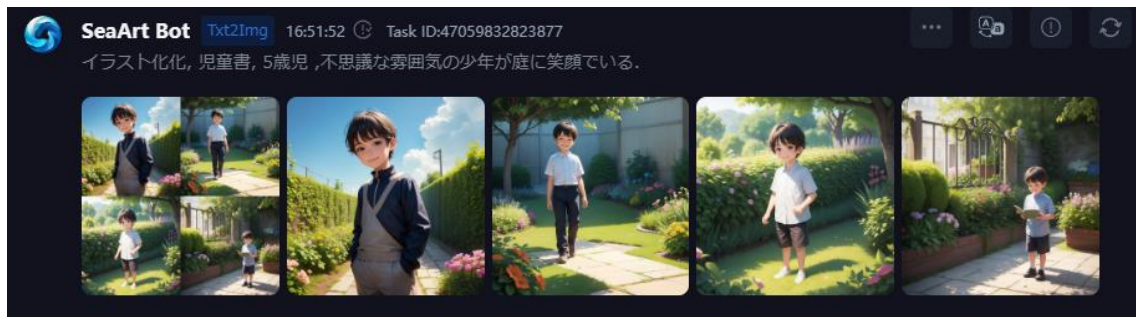 SeaArt Bot Txt2Img 16:51:52 Task ID:47059832823877
イラスト化化, 児童書, 5歳児 ,不思議な雰囲気の少年が庭に笑顔でいる.